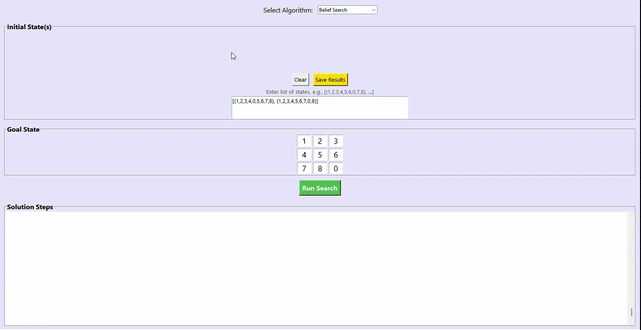 Select Algorithm: Belief Search
Initial State(s)
Clear Save Results
Enter list of states, e.g., [(1,2,3,4,5,6,0,7,8), ...]
[(1,2,3,4,0,5,6,7,8), (1,2,3,4,5,6,7,0,8)]
Goal State
1 2 3
4 5 6
7 8 0
Run Search
Solution Steps